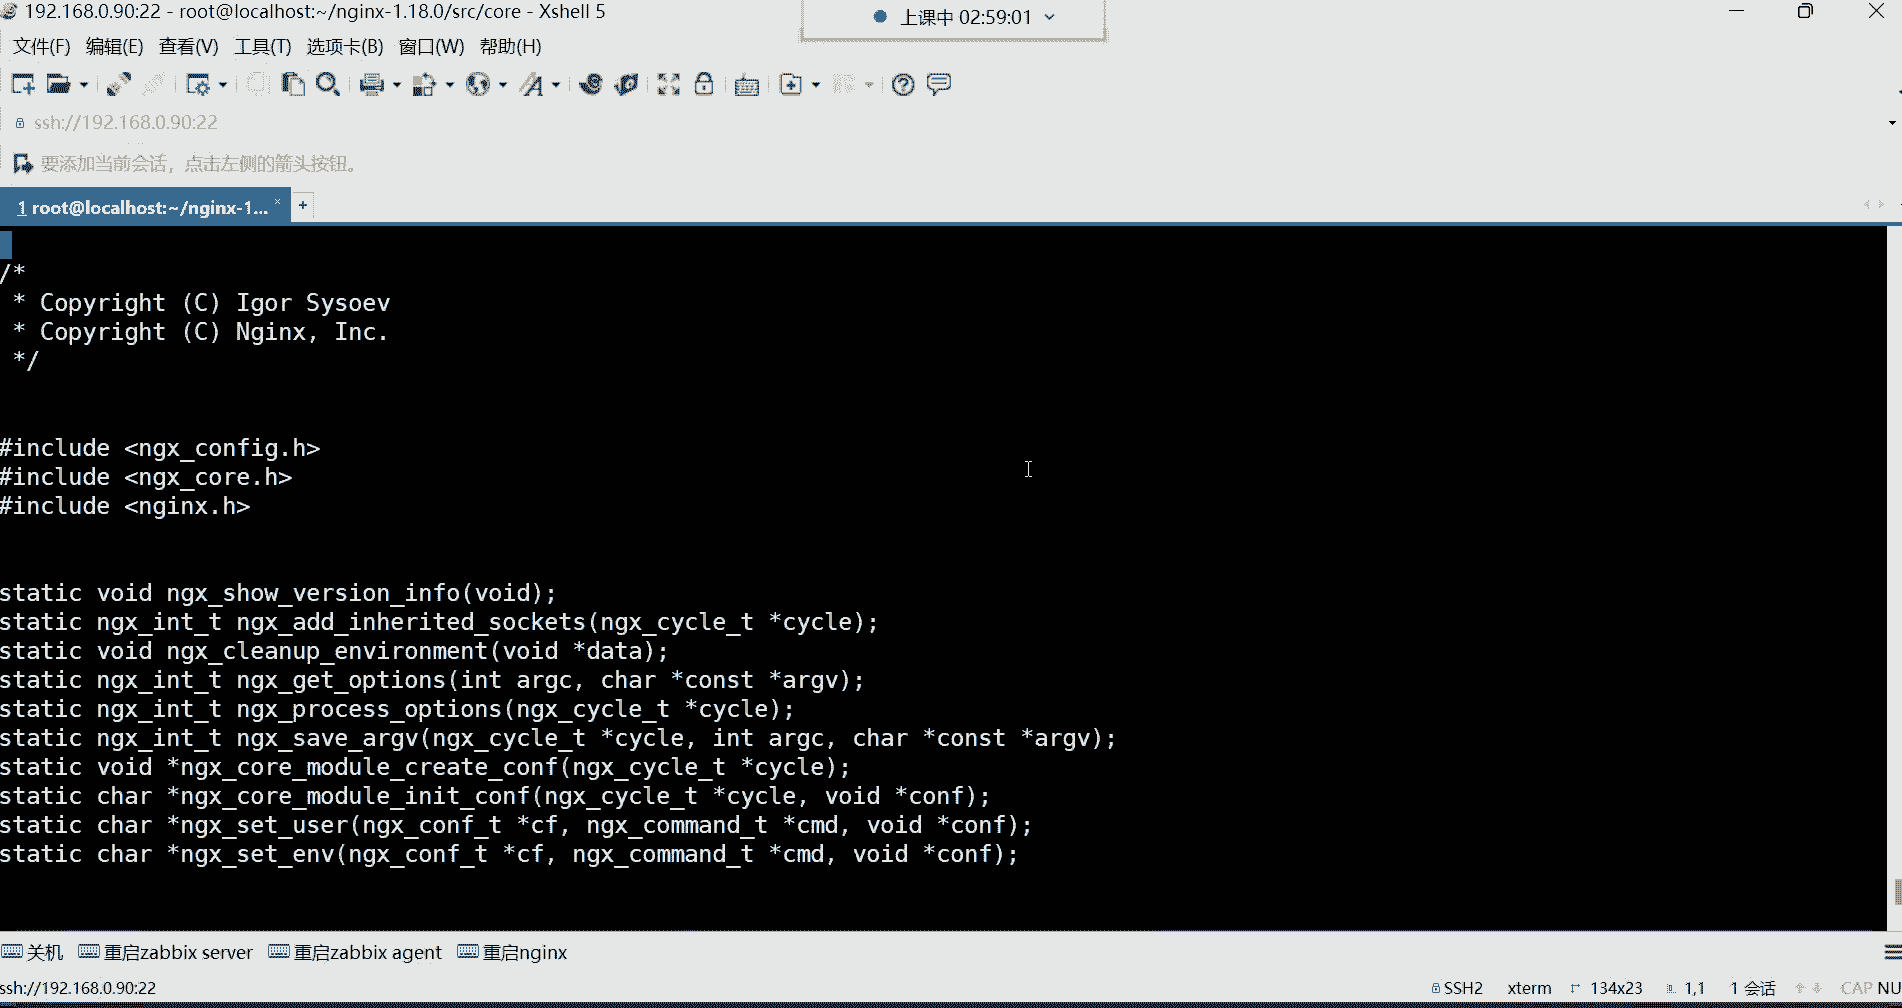 192.168.0.90:22 - root@localhost:~/nginx-1.18.0/src/core - Xshell 5
上课中 02:59:01
文件(F) 编辑(E) 查看(V) 工具(T) 选项卡(B) 窗口(W) 帮助(H)
ssh://192.168.0.90:22
要添加当前会话，点击左侧的箭头按钮。
1 root@localhost:~/nginx-1... × +
/*
 * Copyright (C) Igor Sysoev
 * Copyright (C) Nginx, Inc.
 */
#include <ngx_config.h>
#include <ngx_core.h>
#include <nginx.h>
static void ngx_show_version_info(void);
static ngx_int_t ngx_add_inherited_sockets(ngx_cycle_t *cycle);
static void ngx_cleanup_environment(void *data);
static ngx_int_t ngx_get_options(int argc, char *const *argv);
static ngx_int_t ngx_process_options(ngx_cycle_t *cycle);
static ngx_int_t ngx_save_argv(ngx_cycle_t *cycle, int argc, char *const *argv);
static void *ngx_core_module_create_conf(ngx_cycle_t *cycle);
static char *ngx_core_module_init_conf(ngx_cycle_t *cycle, void *conf);
static char *ngx_set_user(ngx_conf_t *cf, ngx_command_t *cmd, void *conf);
static char *ngx_set_env(ngx_conf_t *cf, ngx_command_t *cmd, void *conf);
关机 重启zabbix server 重启zabbix agent 重启nginx
ssh://192.168.0.90:22 SSH2 xterm 134x23 1,1 1 会话 CAP NU